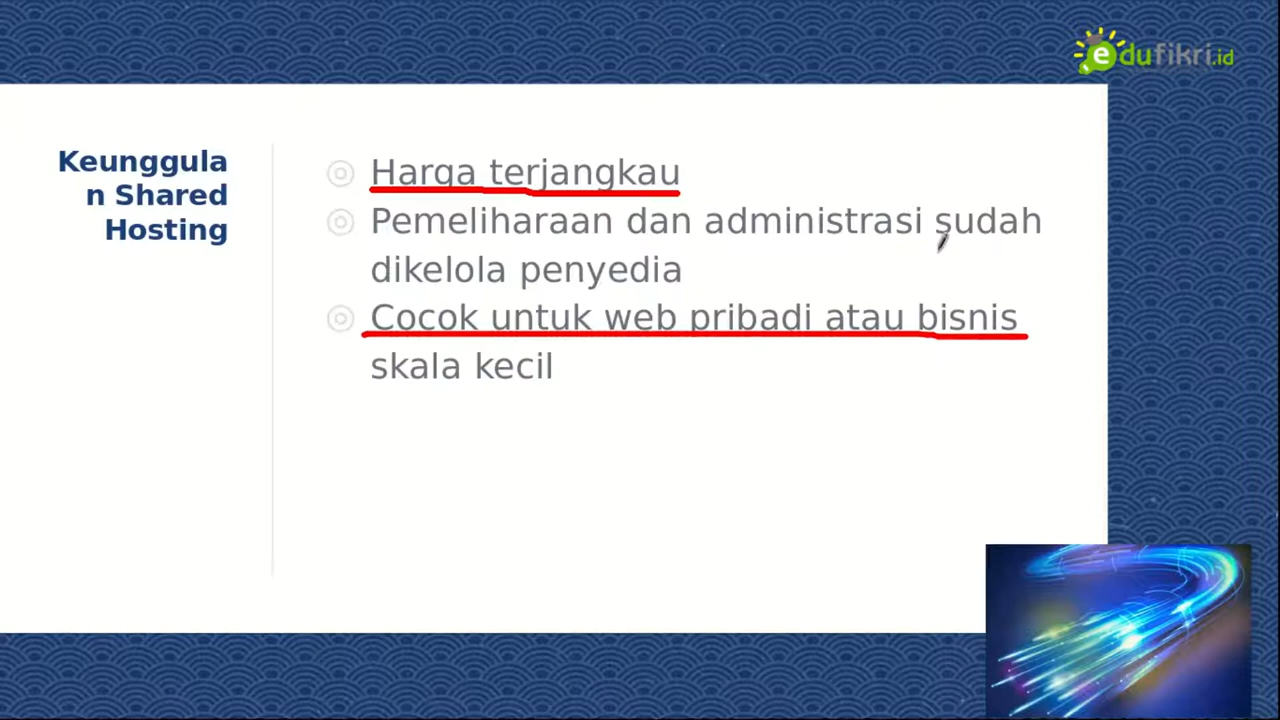 edufikri.id
Keunggula
n Shared
Hosting
Harga terjangkau
Pemeliharaan dan administrasi sudah
dikelola penyedia
Cocok untuk web pribadi atau bisnis
skala kecil